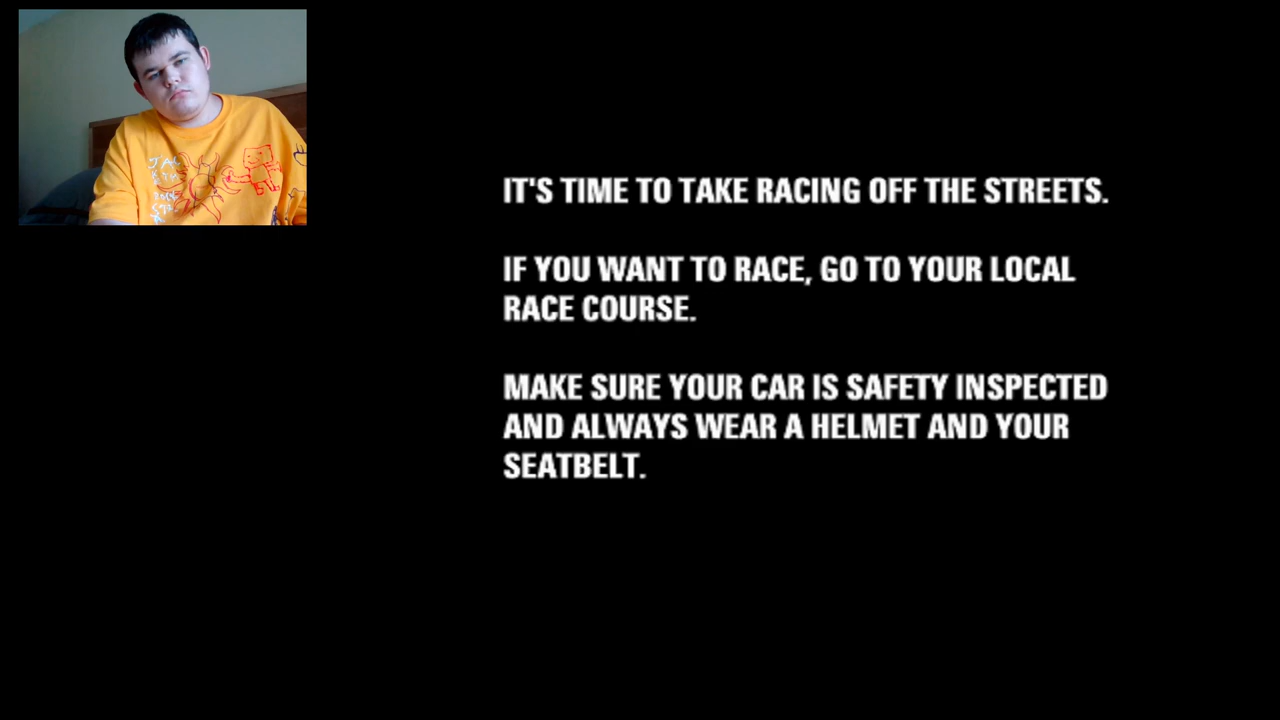 IT'S TIME TO TAKE RACING OFF THE STREETS.
IF YOU WANT TO RACE, GO TO YOUR LOCAL
RACE COURSE.
MAKE SURE YOUR CAR IS SAFETY INSPECTED
AND ALWAYS WEAR A HELMET AND YOUR
SEATBELT.